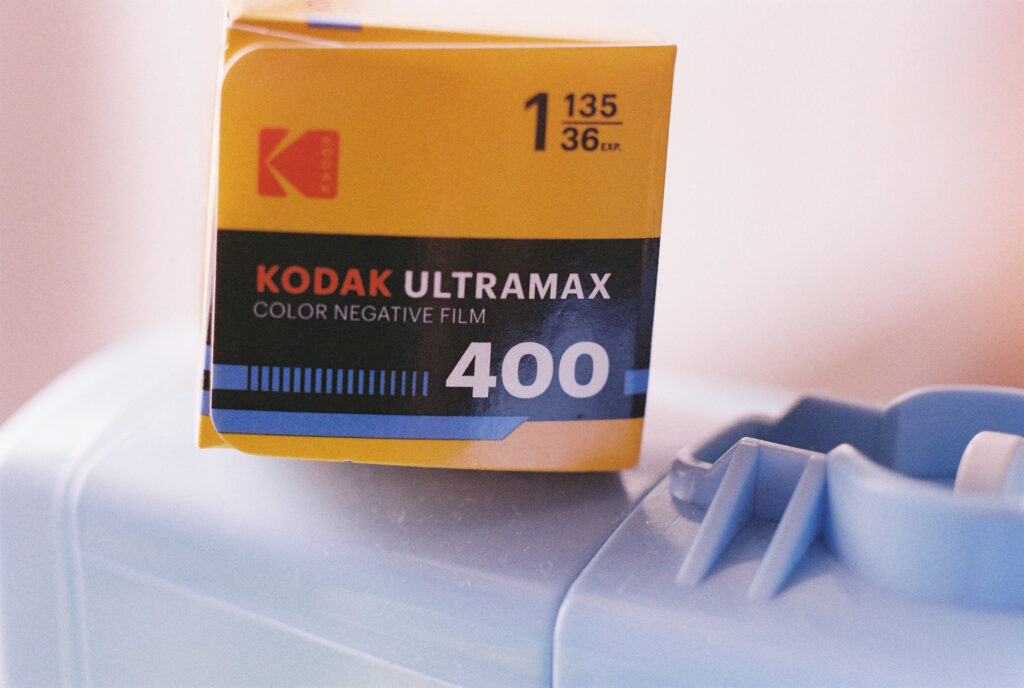 1 135
36 EXP.
KODAK
KODAK ULTRAMAX
COLOR NEGATIVE FILM
400